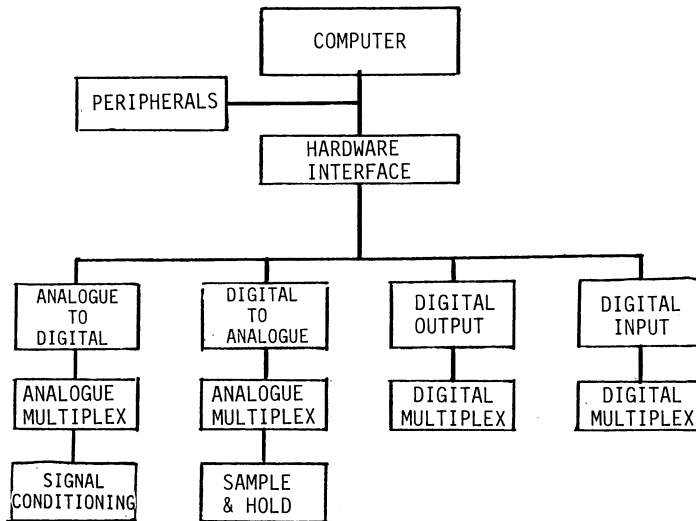 COMPUTER
PERIPHERALS
HARDWARE
INTERFACE
ANALOGUE
TO
DIGITAL
DIGITAL
TO
ANALOGUE
DIGITAL
OUTPUT
DIGITAL
INPUT
ANALOGUE
MULTIPLEX
ANALOGUE
MULTIPLEX
DIGITAL
MULTIPLEX
DIGITAL
MULTIPLEX
SIGNAL
CONDITIONING
SAMPLE
& HOLD